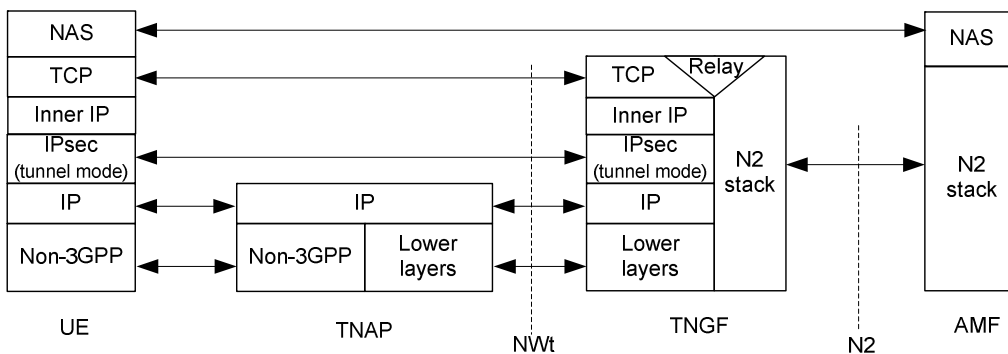 NAS
TCP
Inner IP
IPsec
(tunnel mode)
IP
Non-3GPP
UE
IP
Non-3GPP
Lower
layers
TNAP
NWt
TCP
Relay
Inner IP
IPsec
(tunnel mode)
IP
Lower
layers
N2
stack
TNGF
N2
NAS
N2
stack
AMF